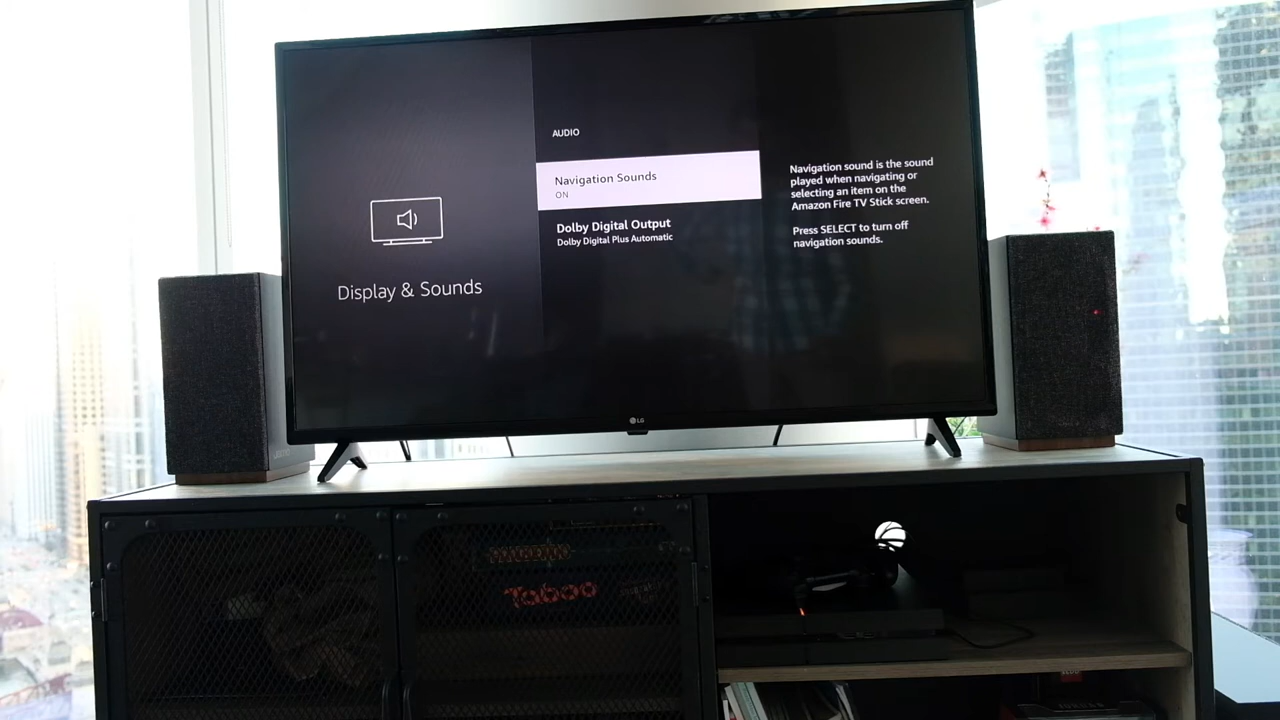 AUDIO
Navigation Sounds
ON
Dolby Digital Output
Dolby Digital Plus Automatic
Navigation sound is the sound
played when navigating or
selecting an item on the
Amazon Fire TV Stick screen.
Press SELECT to turn off
navigation sounds.
Display & Sounds
LG
Taboo